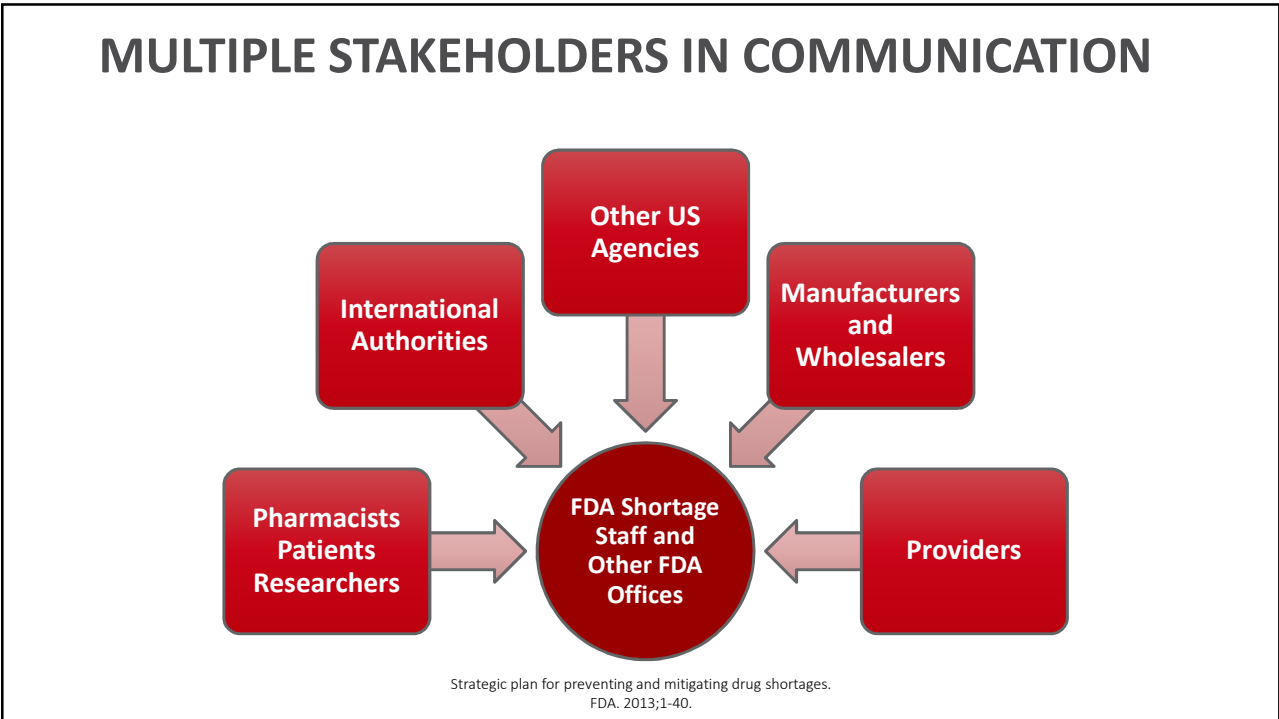 MULTIPLE STAKEHOLDERS IN COMMUNICATION
Other US
Agencies
International
Authorities
Manufacturers
and
Wholesalers
Pharmacists
Patients
Researchers
FDA Shortage
Staff and
Other FDA
Offices
Providers
Strategic plan for preventing and mitigating drug shortages.
FDA. 2013;1-40.